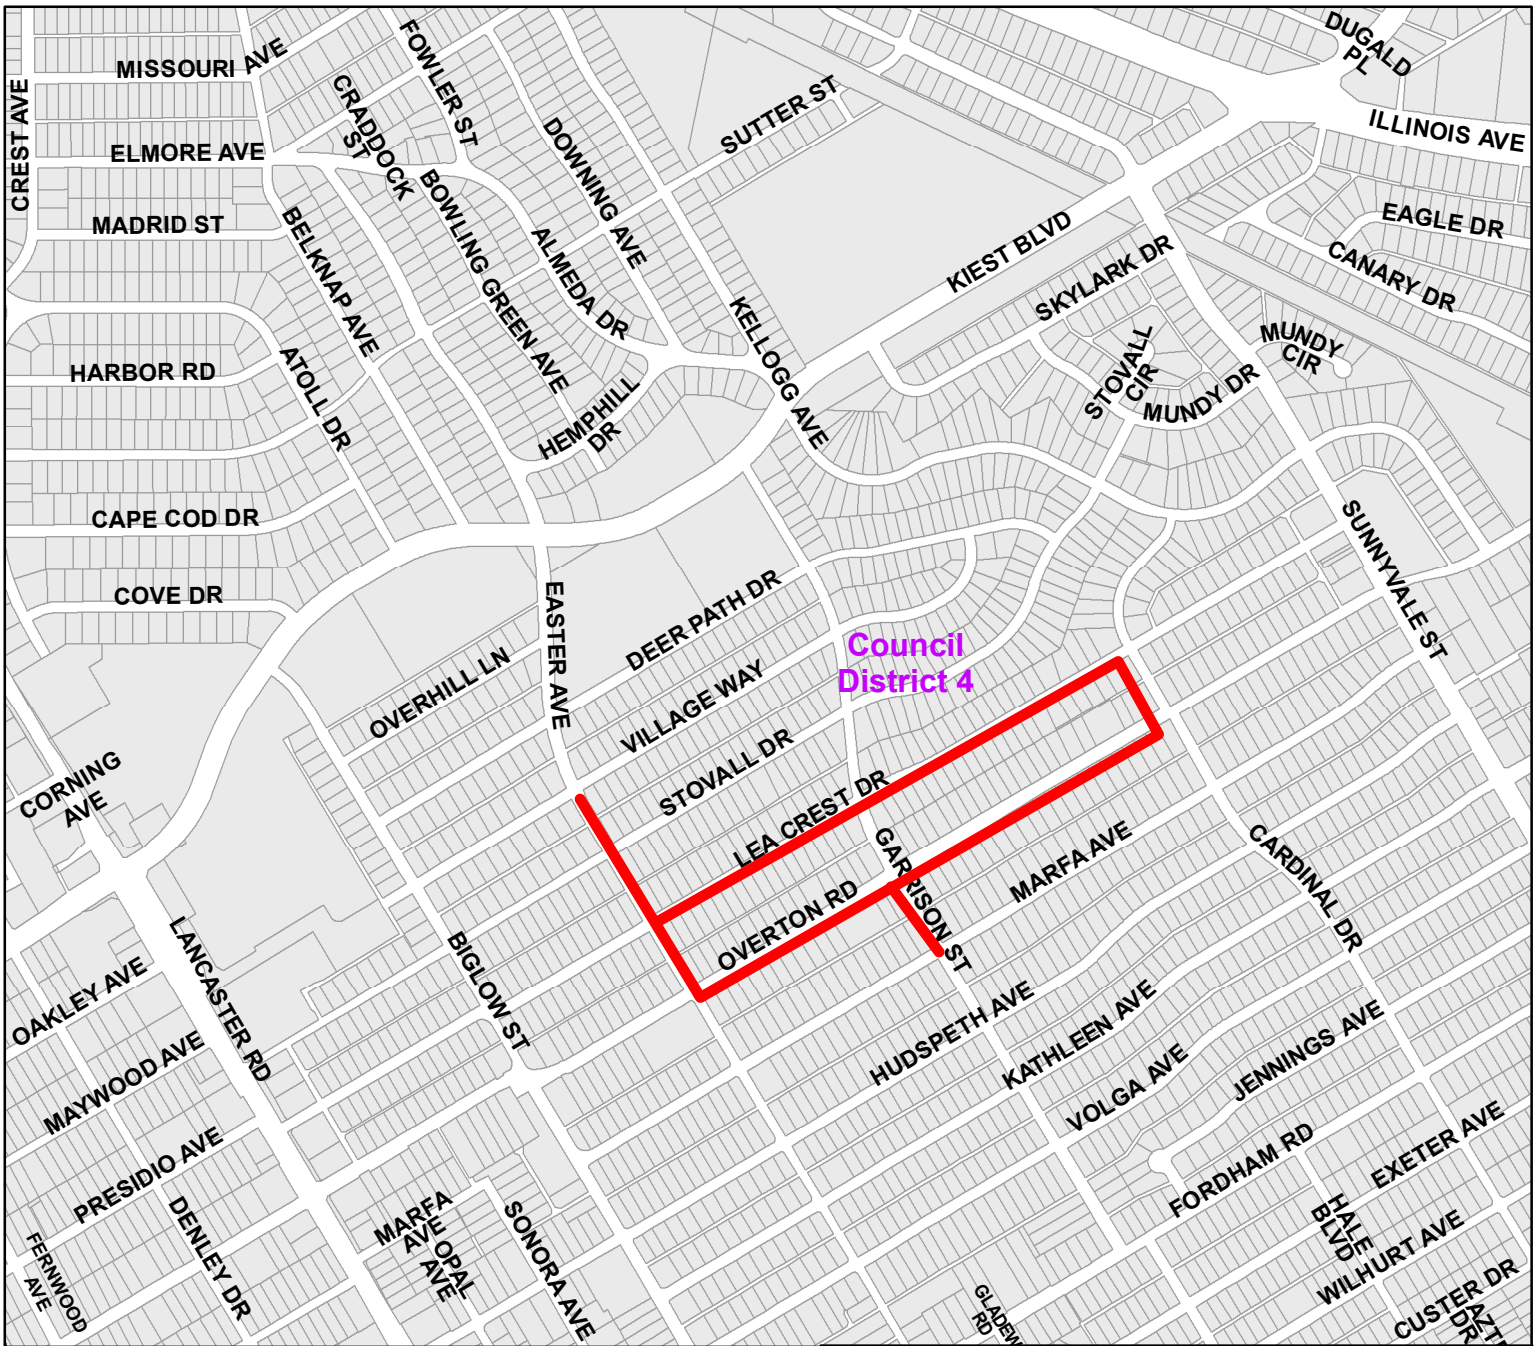 DUGALD
PL
MISSOURI AVE
FOWLER ST
CRADDOCK
ST
CREST AVE
SUTTER ST
ILLINOIS AVE
DOWNING AVE
ELMORE AVE
BOWLING GREEN AVE
MADRID ST
BELKNAP AVE
EAGLE DR
ALMEDA DR
KIEST BLVD
SKYLARK DR
CANARY DR
KELLOGG AVE
MUNDY
CIR
STOVALL
CIR
HARBOR RD
ATOLL DR
MUNDY DR
HEMPHILL
DR
CAPE COD DR
SUNNYVALE ST
COVE DR
EASTER AVE
DEER PATH DR
Council
District 4
OVERHILL LN
VILLAGE WAY
STOVALL DR
CORNING
AVE
LEA CREST DR
GARRISON ST
MARFA AVE
CARDINAL DR
OVERTON RD
LANCASTER RD
BIGLOW ST
OAKLEY AVE
HUDSPETH AVE
KATHLEEN AVE
JENNINGS AVE
MAYWOOD AVE
VOLGA AVE
PRESIDIO AVE
FORDHAM RD
EXETER AVE
DENLEY DR
MARFA
AVE
OPAL
AVE
SONORA AVE
HALE
BLVD
WILHURT AVE
FERNWOOD
AVE
GLADEW
RD
CUSTER DR
AZT
DR